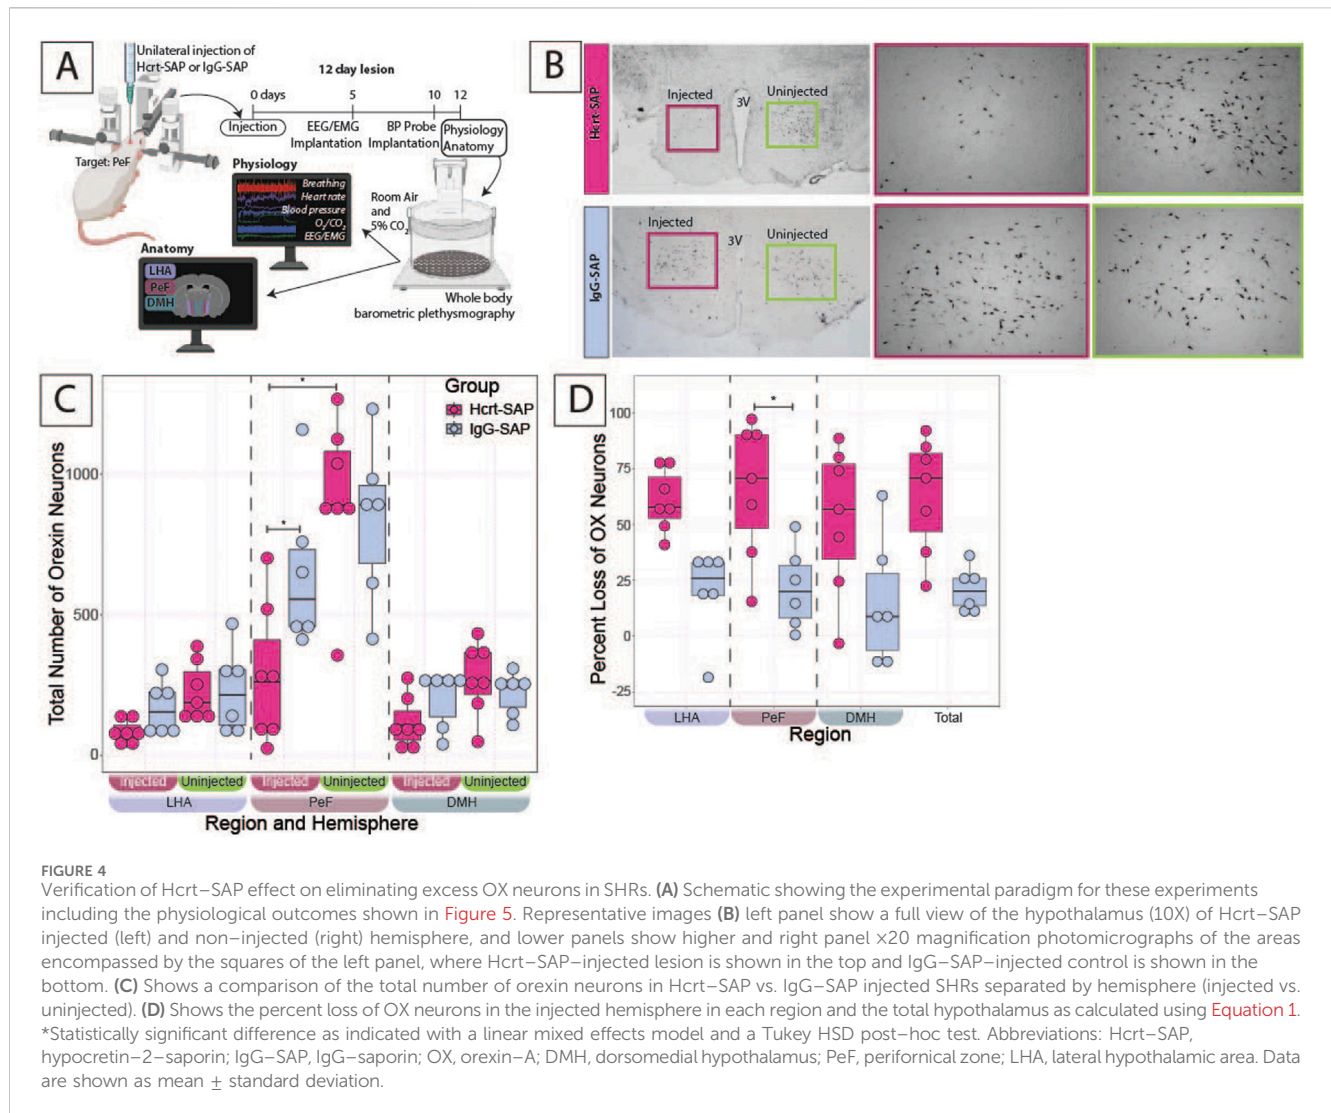 A
Unilateral injection of
Hcrt-SAP or IgG-SAP
12 day lesion
0 days
5
10
12
Injection
EEG/EMG
Implantation
BP Probe
Implantation
Physiology
Anatomy
Target: PeF
Physiology
Breathing
Heart rate
Blood pressure
O₂/CO₂
EEG/EMG
Room Air
and
5% CO₂
Anatomy
LHA
PeF
DMH
Whole body
barometric plethysmography
B
Hcrt-SAP
Injected
3V
Uninjected
IgG-SAP
Injected
3V
Uninjected
C
Total Number of Orexin Neurons
1000
500
0
*
*
Group
Hcrt-SAP
IgG-SAP
Injected
Uninjected
Injected
Uninjected
Injected
Uninjected
LHA
PeF
DMH
Region and Hemisphere
D
Percent Loss of OX Neurons
100
75
50
25
0
-25
*
LHA
PeF
DMH
Total
Region
FIGURE 4
Verification of Hcrt–SAP effect on eliminating excess OX neurons in SHRs. (A) Schematic showing the experimental paradigm for these experiments
including the physiological outcomes shown in Figure 5. Representative images (B) left panel show a full view of the hypothalamus (10X) of Hcrt–SAP
injected (left) and non–injected (right) hemisphere, and lower panels show higher and right panel ×20 magnification photomicrographs of the areas
encompassed by the squares of the left panel, where Hcrt–SAP–injected lesion is shown in the top and IgG–SAP–injected control is shown in the
bottom. (C) Shows a comparison of the total number of orexin neurons in Hcrt–SAP vs. IgG–SAP injected SHRs separated by hemisphere (injected vs.
uninjected). (D) Shows the percent loss of OX neurons in the injected hemisphere in each region and the total hypothalamus as calculated using Equation 1.
*Statistically significant difference as indicated with a linear mixed effects model and a Tukey HSD post–hoc test. Abbreviations: Hcrt–SAP,
hypocretin–2–saporin; IgG–SAP, IgG–saporin; OX, orexin–A; DMH, dorsomedial hypothalamus; PeF, perifornical zone; LHA, lateral hypothalamic area. Data
are shown as mean ± standard deviation.